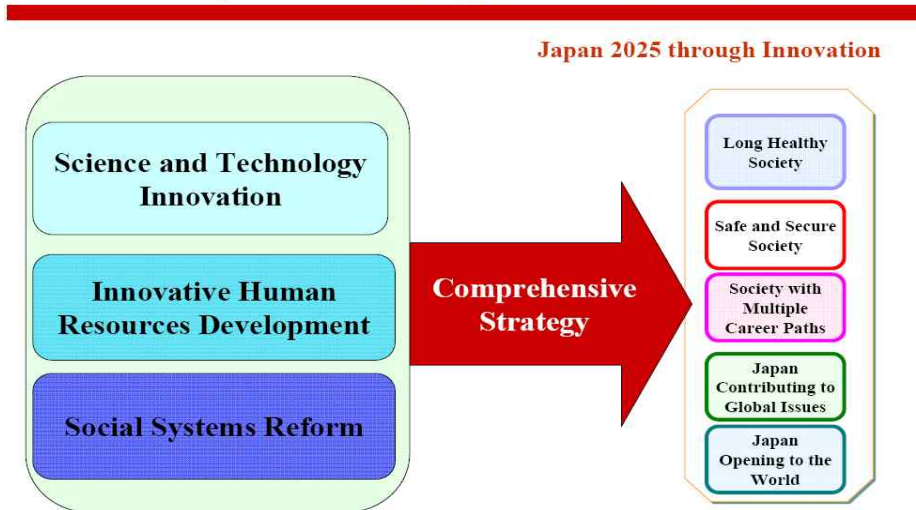 Japan 2025 through Innovation
Science and Technology
Innovation
Innovative Human
Resources Development
Social Systems Reform
Comprehensive
Strategy
Long Healthy
Society
Safe and Secure
Society
Society with
Multiple
Career Paths
Japan
Contributing to
Global Issues
Japan
Opening to the
World